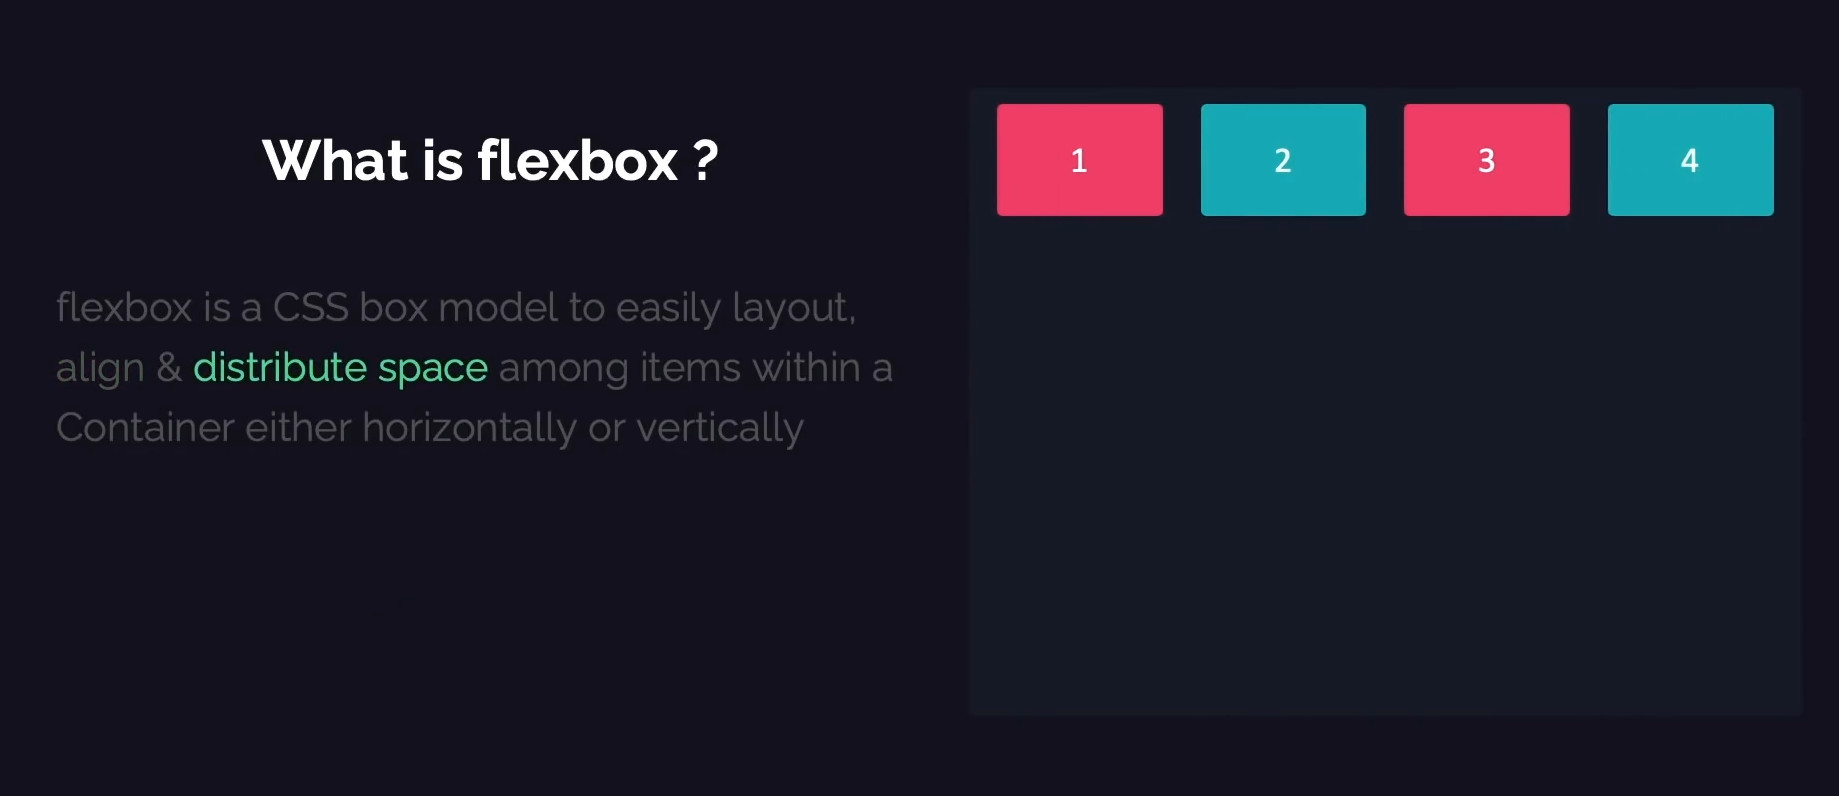 What is flexbox ?
flexbox is a CSS box model to easily layout,
align & distribute space among items within a
Container either horizontally or vertically
1 2 3 4